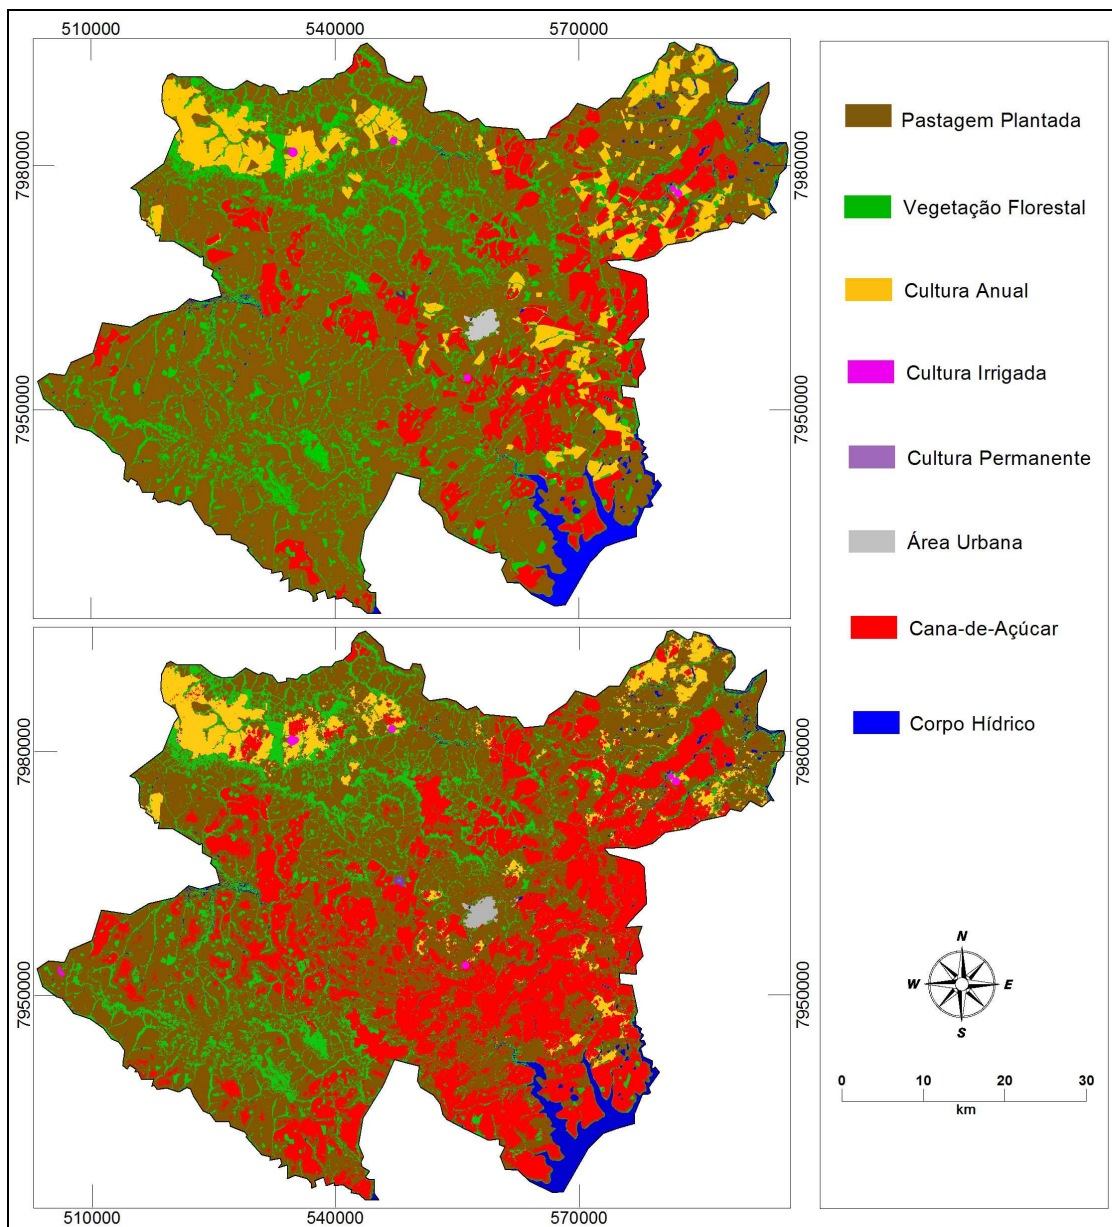 510000 540000 570000
7980000 7980000
7950000 7950000
7980000 7980000
7950000 7950000
510000 540000 570000
Pastagem Plantada
Vegetação Florestal
Cultura Anual
Cultura Irrigada
Cultura Permanente
Área Urbana
Cana-de-Açúcar
Corpo Hídrico
N
W E
S
0 10 20 30
km